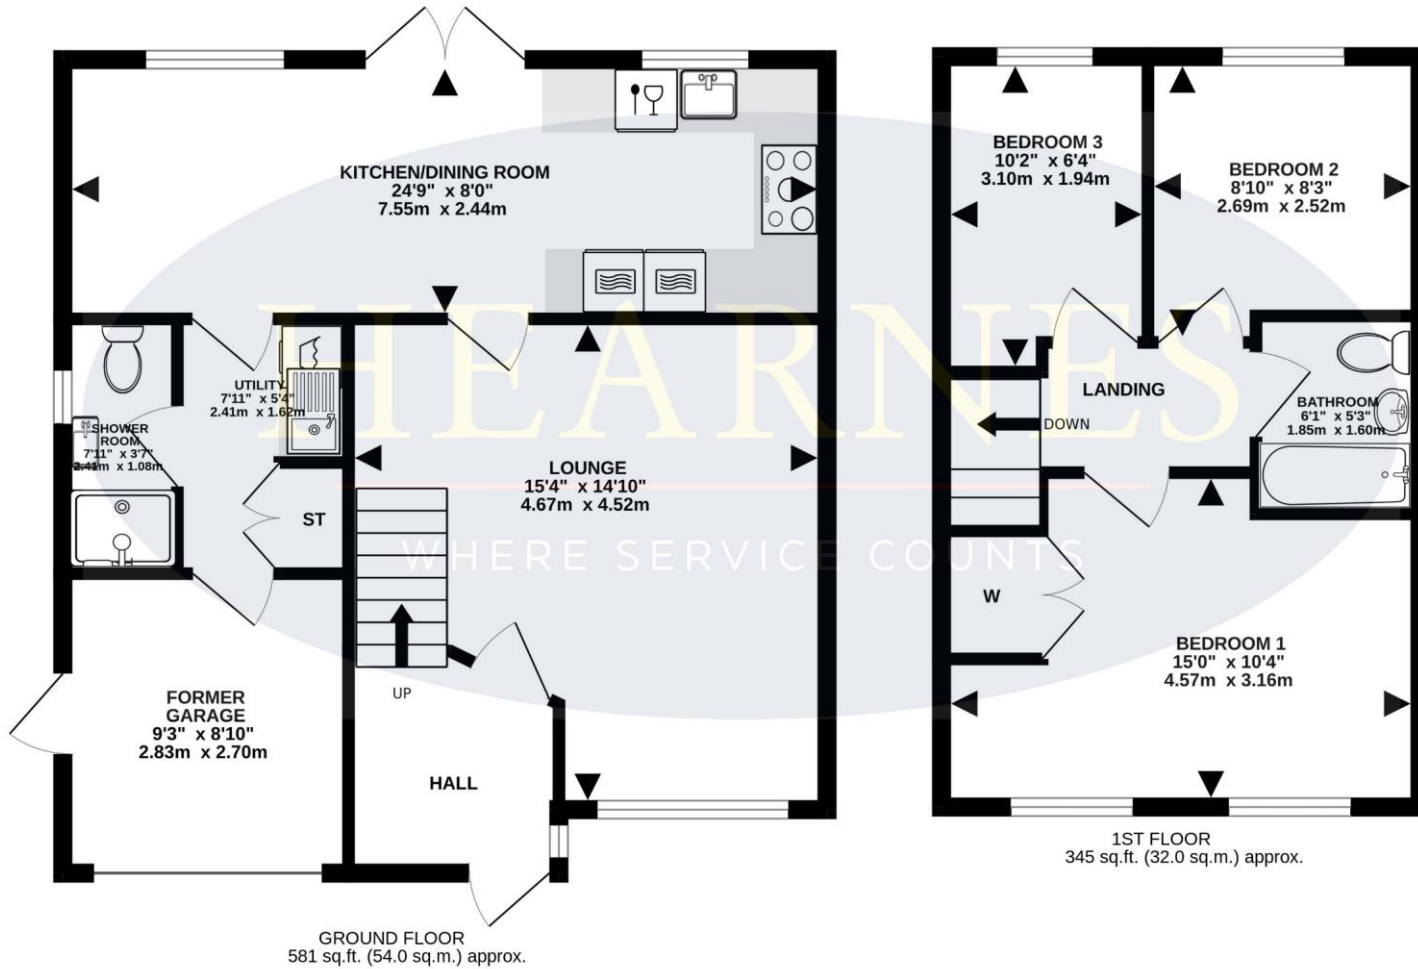 KITCHEN/DINING ROOM
24'9" x 8'0"
7.55m x 2.44m
BEDROOM 3
10'2" x 6'4"
3.10m x 1.94m
BEDROOM 2
8'10" x 8'3"
2.69m x 2.52m
HEARNES
WHERE SERVICE COUNTS
UTILITY
7'11" x 5'4"
2.41m x 1.62m
SHOWER
ROOM
7'11" x 3'7"
2.41m x 1.08m
LOUNGE
15'4" x 14'10"
4.67m x 4.52m
ST
LANDING
DOWN
BATHROOM
6'1" x 5'3"
1.85m x 1.60m
W
BEDROOM 1
15'0" x 10'4"
4.57m x 3.16m
UP
FORMER
GARAGE
9'3" x 8'10"
2.83m x 2.70m
HALL
1ST FLOOR
345 sq.ft. (32.0 sq.m.) approx.
GROUND FLOOR
581 sq.ft. (54.0 sq.m.) approx.